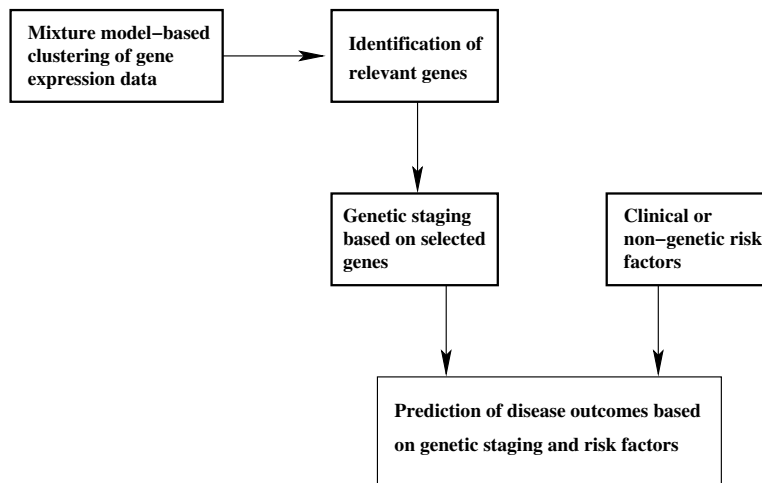 Mixture model−based
clustering of gene
expression data
Identification of
relevant genes
Genetic staging
based on selected
genes
Clinical or
non−genetic risk
factors
Prediction of disease outcomes based
on genetic staging and risk factors